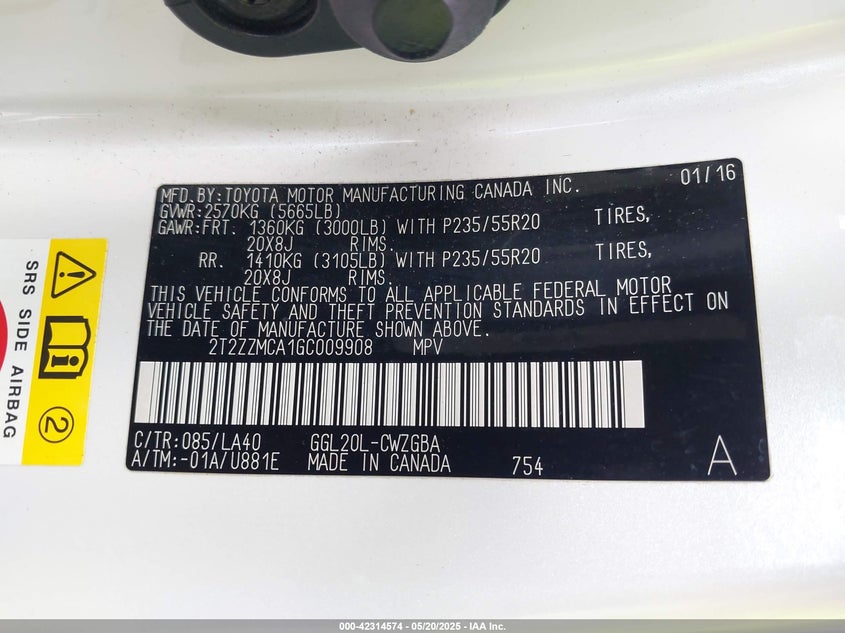 MFD.BY:TOYOTA MOTOR MANUFACTURING CANADA INC. 01/16
GVWR:2570KG (5665LB)
GAWR:FRT. 1360KG (3000LB) WITH P235/55R20 TIRES,
20X8J RIMS.
RR. 1410KG (3105LB) WITH P235/55R20 TIRES,
20X8J RIMS.
THIS VEHICLE CONFORMS TO ALL APPLICABLE FEDERAL MOTOR
VEHICLE SAFETY AND THEFT PREVENTION STANDARDS IN EFFECT ON
THE DATE OF MANUFACTURE SHOWN ABOVE.
2T2ZZMCA1GC009908 MPV
C/TR:085/LA40 GGL20L-CWZGBA
A/TM:-01A/U881E MADE IN CANADA 754 A
SRS SIDE AIRBAG
2
000-42314574 | 05/20/2025 | IAA Inc.